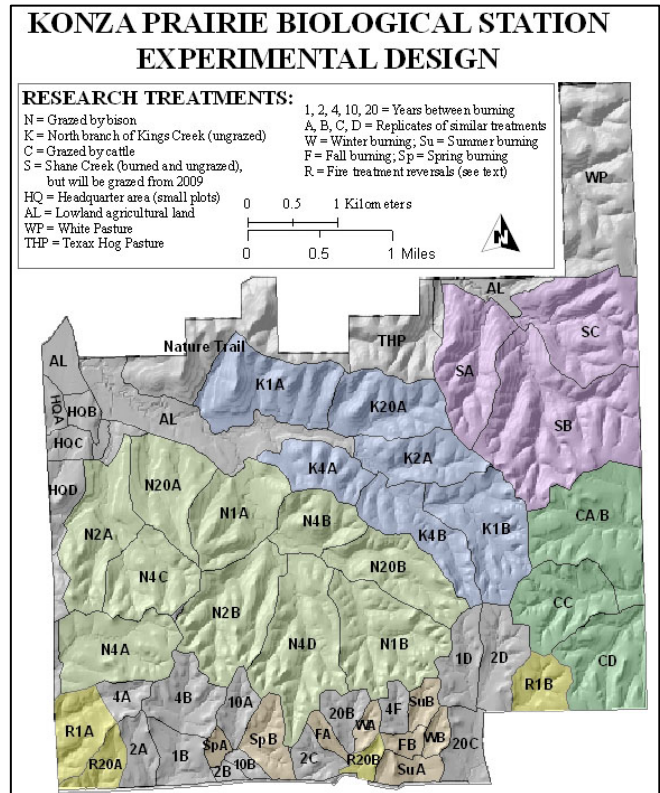 KONZA PRAIRIE BIOLOGICAL STATION
EXPERIMENTAL DESIGN
RESEARCH TREATMENTS:
N = Grazed by bison
K = North branch of Kings Creek (ungrazed)
C = Grazed by cattle
S = Shane Creek (burned and ungrazed),
but will be grazed from 2009
HQ = Headquarter area (small plots)
AL = Lowland agricultural land
WP = White Pasture
THP = Texax Hog Pasture
1, 2, 4, 10, 20 = Years between burning
A, B, C, D = Replicates of similar treatments
W = Winter burning; Su = Summer burning
F = Fall burning; Sp = Spring burning
R = Fire treatment reversals (see text)
0 0.5 1 Kilometers
0 0.5 1 Miles
N
WP
AL
SC
Nature Trail
THP
AL
SA
K1A
K20A
HQA
HQB
AL
SB
HQC
K2A
K4A
HQD
N20A
N1A
N4B
K4B
K1B
CA/B
N2A
N4C
N20B
CC
N2B
N4D
N1B
N4A
1D
2D
CD
4A
4B
10A
R1B
20B
4F
SuB
R1A
WA
SpA
SpB
FA
FB
WB
20C
R20A
2A
1B
2B
10B
2C
R20B
SuA